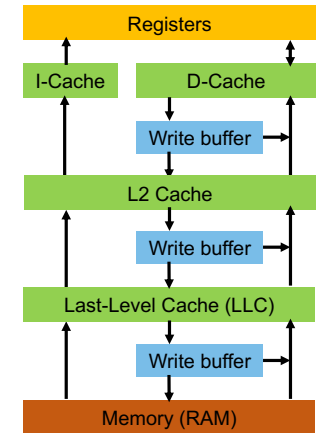 Registers
I-Cache
D-Cache
Write buffer
L2 Cache
Write buffer
Last-Level Cache (LLC)
Write buffer
Memory (RAM)